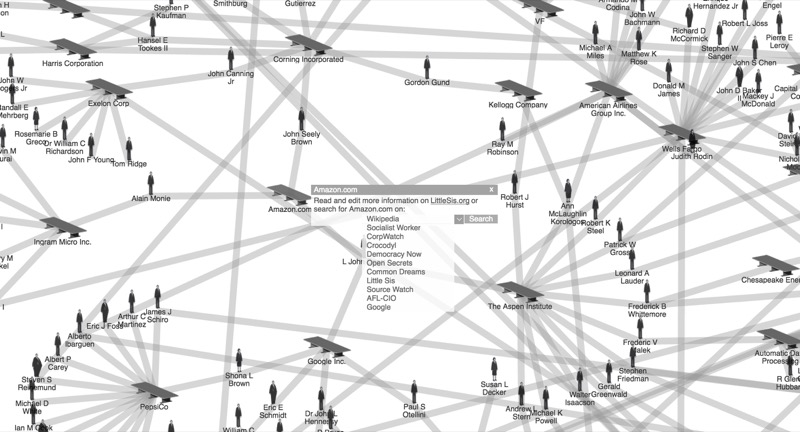 Stephen P
Kaufman
Smithburg
Gutierrez
VF
Codina
John W
Bachmann
Hernandez Jr
Engel
Richard D
McCormick
Robert L Joss
Pierre E
Leroy
Hansel E
Tookes II
Harris Corporation
Corning Incorporated
Michael A
Miles
Matthew K
Rose
Stephen W
Sanger
John S Chen
John Canning
Jr
Gordon Gund
Donald M
James
John W
Exelon Corp
Kellogg Company
American Airlines
Group Inc.
John D Baker
II
Mackey J
McDonald
Capital
Randall E
Mehrberg
Rosemarie B
Greco
Dr William C
Richardson
John F Young
Tom Ridge
John Seely
Brown
Ray M
Robinson
Wells Fargo
Judith Rodin
David
Alain Monie
Amazon.com
Robert J
Hurst
Ann
McLaughlin
Korologos
Robert K
Steel
Amazon.com
x
Read and edit more information on LittleSis.org or
search for Amazon.com on:
Wikipedia
Search
Socialist Worker
CorpWatch
Crocodyl
Democracy Now
Open Secrets
Common Dreams
Little Sis
Source Watch
AFL-CIO
Google
Ingram Micro Inc.
L John
Patrick W
Gross
Leonard A
Lauder
Chesapeake Ener
The Aspen Institute
Frederick B
Whittemore
Eric J Foss
Arthur C
Martinez
James J
Schiro
Alberto
Ibarguen
Frederic V
Malek
Albert P
Carey
Google Inc.
Automatic Da
Processing
Stephen
Friedman
Steven S
Reinemund
Shona L
Brown
Susan L
Decker
Gerald
Greenwald
Walter
Isaacson
R Glenn
Hubbard
Michael D
White
PepsiCo
Eric E
Schmidt
Dr John L
Hennessy
Paul S
Otellini
Andrew L
Stern
Michael K
Powell
Ian M Cook
William C